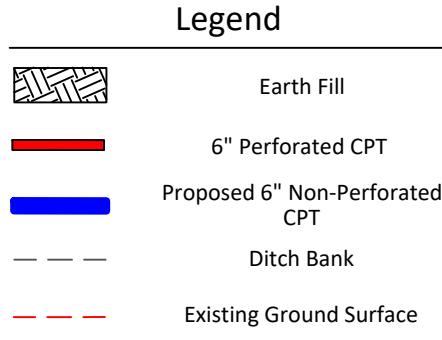 Legend
Earth Fill
6" Perforated CPT
Proposed 6" Non-Perforated
CPT
Ditch Bank
Existing Ground Surface